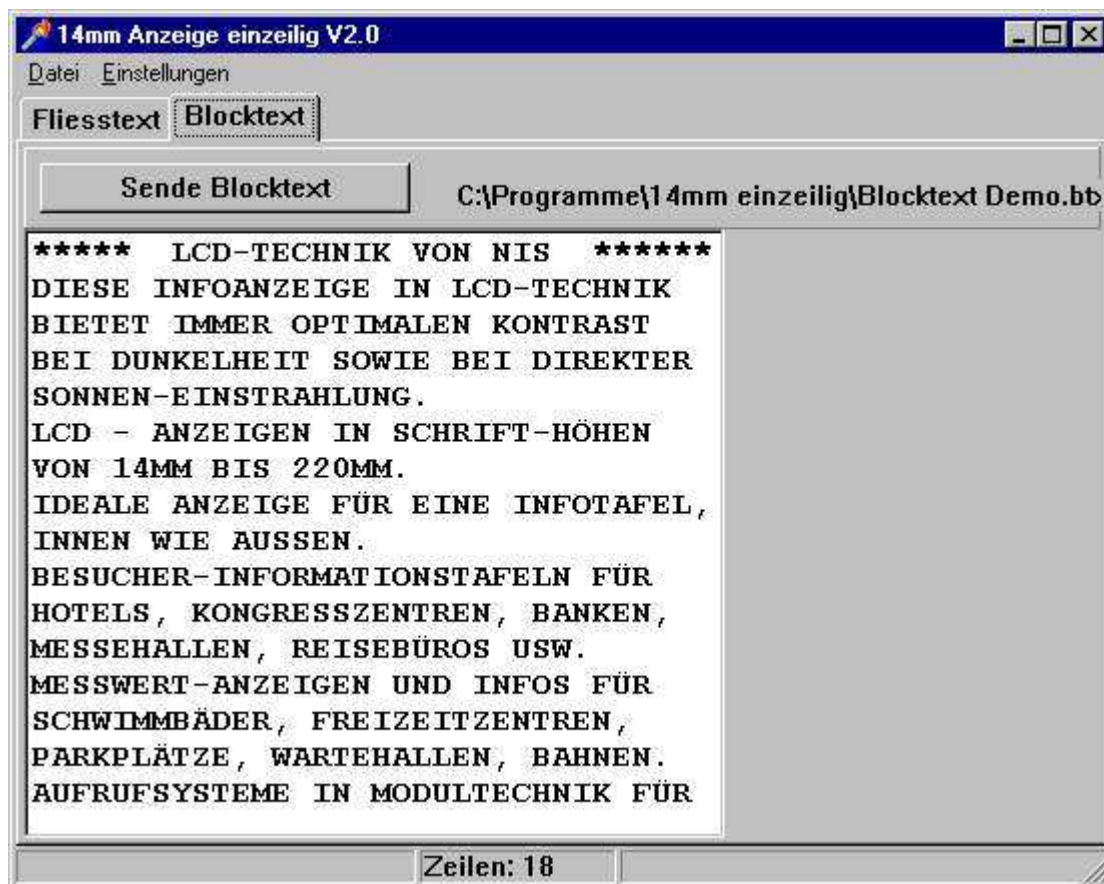 14mm Anzeige einzeilig V2.0
Datei Einstellungen
Fliesstext Blocktext
Sende Blocktext C:\Programme\14mm einzeilig\Blocktext Demo.btx
***** LCD-TECHNIK VON NIS ******
DIESE INFOANZEIGE IN LCD-TECHNIK
BIETET IMMER OPTIMALEN KONTRAST
BEI DUNKELHEIT SOWIE BEI DIREKTER
SONNEN-EINSTRAHLUNG.
LCD - ANZEIGEN IN SCHRIFT-HÖHEN
VON 14MM BIS 220MM.
IDEALE ANZEIGE FÜR EINE INFOTAFEL,
INNEN WIE AUSSEN.
BESUCHER-INFORMATIONSTAFELN FÜR
HOTELS, KONGRESSZENTREN, BANKEN,
MESSEHALLEN, REISEBÜROS USW.
MESSWERT-ANZEIGEN UND INFOS FÜR
SCHWIMMBÄDER, FREIZEITZENTREN,
PARKPLÄTZE, WARTEHALLEN, BAHNEN.
AUFRUFSYSTEME IN MODULTECHNIK FÜR
Zeilen: 18